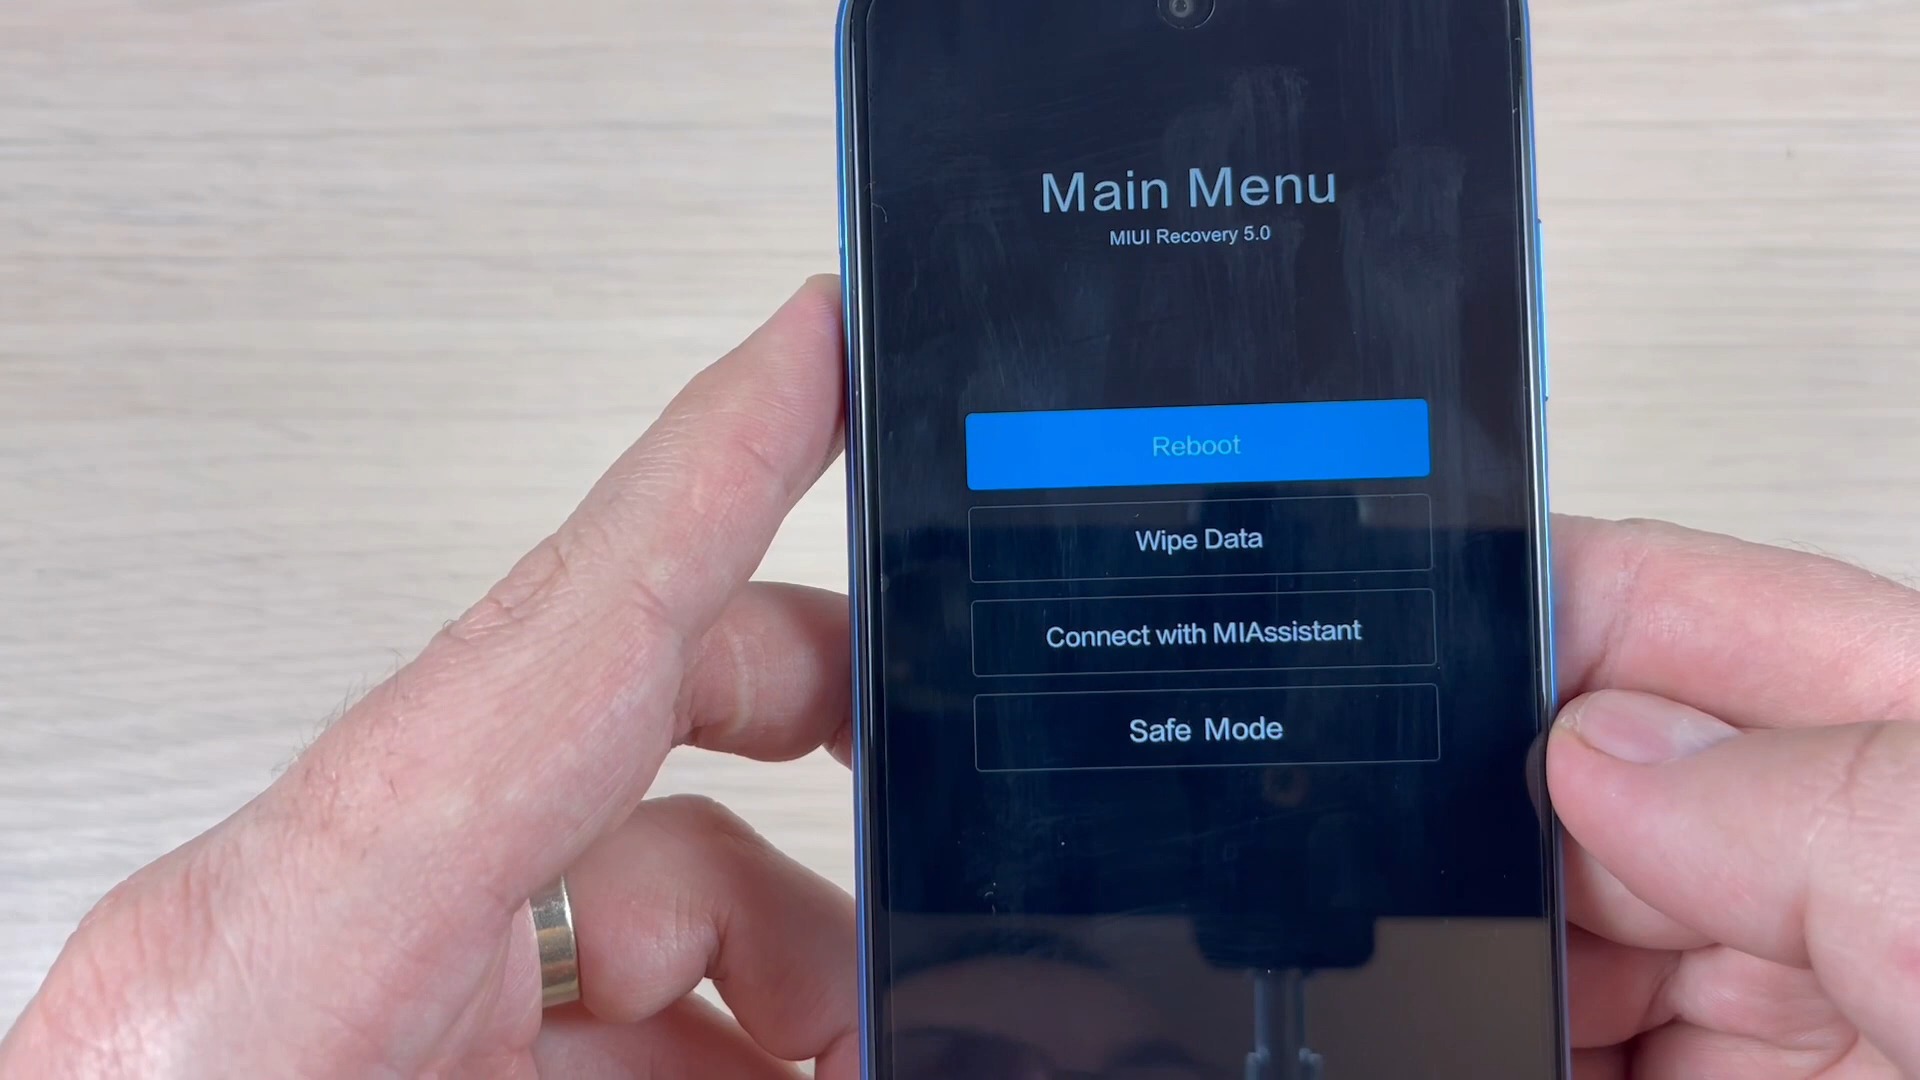 Main Menu
MIUI Recovery 5.0
Reboot
Wipe Data
Connect with MIAssistant
Safe Mode